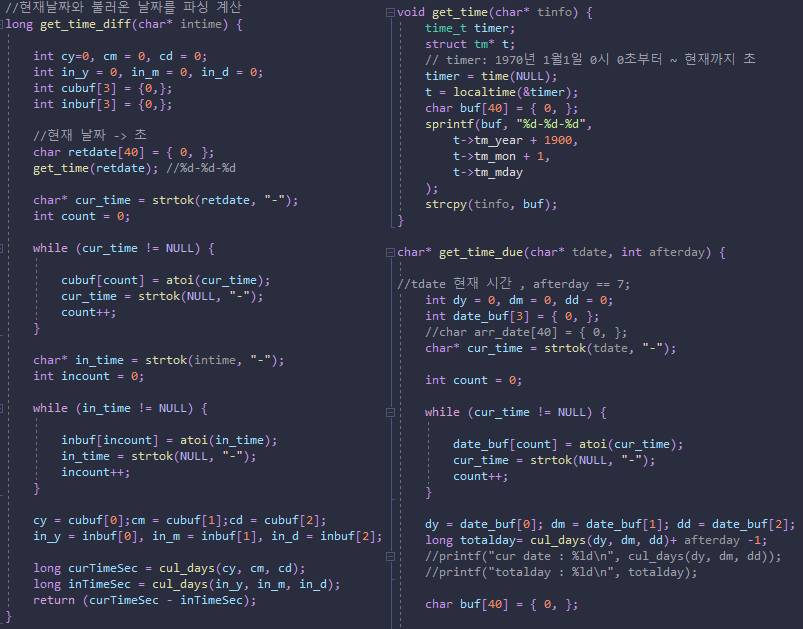 //현재날짜와 불러온 날짜를 파싱 계산
long get_time_diff(char* intime) {
int cy=0, cm = 0, cd = 0;
int in_y = 0, in_m = 0, in_d = 0;
int cubuf[3] = {0,};
int inbuf[3] = {0,};
//현재 날짜 -> 초
char retdate[40] = { 0, };
get_time(retdate); //%d-%d-%d
char* cur_time = strtok(retdate, "-");
int count = 0;
while (cur_time != NULL) {
cubuf[count] = atoi(cur_time);
cur_time = strtok(NULL, "-");
count++;
}
char* in_time = strtok(intime, "-");
int incount = 0;
while (in_time != NULL) {
inbuf[incount] = atoi(in_time);
in_time = strtok(NULL, "-");
incount++;
}
cy = cubuf[0];cm = cubuf[1];cd = cubuf[2];
in_y = inbuf[0], in_m = inbuf[1], in_d = inbuf[2];
long curTimeSec = cul_days(cy, cm, cd);
long inTimeSec = cul_days(in_y, in_m, in_d);
return (curTimeSec - inTimeSec);
}
void get_time(char* tinfo) {
time_t timer;
struct tm* t;
// timer: 1970년 1월1일 0시 0초부터 ~ 현재까지 초
timer = time(NULL);
t = localtime(&timer);
char buf[40] = { 0, };
sprintf(buf, "%d-%d-%d",
t->tm_year + 1900,
t->tm_mon + 1,
t->tm_mday
);
strcpy(tinfo, buf);
}
char* get_time_due(char* tdate, int afterday) {
//tdate 현재 시간 , afterday == 7;
int dy = 0, dm = 0, dd = 0;
int date_buf[3] = { 0, };
//char arr_date[40] = { 0, };
char* cur_time = strtok(tdate, "-");
int count = 0;
while (cur_time != NULL) {
date_buf[count] = atoi(cur_time);
cur_time = strtok(NULL, "-");
count++;
}
dy = date_buf[0]; dm = date_buf[1]; dd = date_buf[2];
long totalday= cul_days(dy, dm, dd)+ afterday -1;
//printf("cur date : %ld\n", cul_days(dy, dm, dd));
//printf("totalday : %ld\n", totalday);
char buf[40] = { 0, };